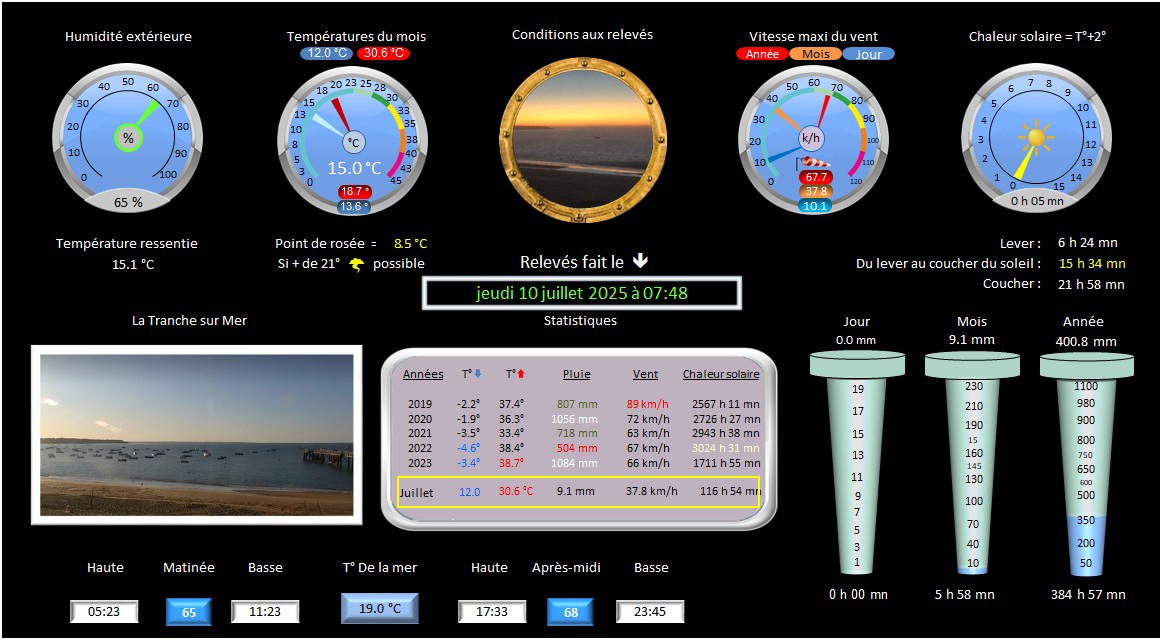 Humidité extérieure
Températures du mois
12.0 °C 30.6 °C
Conditions aux relevés
Vitesse maxi du vent
Année Mois Jour
Chaleur solaire = T°+2°
0 10 20 30 40 50 60 70 80 90 100
%
65 %
0 3 5 8 10 13 15 18 20 23 25 28 30 33 35 38 40 43 45
°C
15.0 °C
18.7 °
13.6 °
0 10 20 30 40 50 60 70 80 90 100 110 120
k/h
67.7
37.8
10.1
0 1 2 3 4 5 6 7 8 9 10 11 12 13 14 15
0 h 05 mn
Température ressentie
15.1 °C
Point de rosée = 8.5 °C
Si + de 21° possible
Relevés fait le
jeudi 10 juillet 2025 à 07:48
Lever : 6 h 24 mn
Du lever au coucher du soleil : 15 h 34 mn
Coucher : 21 h 58 mn
La Tranche sur Mer
Statistiques
Années T° T° Pluie Vent Chaleur solaire
2019 -2.2° 37.4° 807 mm 89 km/h 2567 h 11 mn
2020 -1.9° 36.3° 1056 mm 72 km/h 2726 h 27 mn
2021 -3.5° 33.4° 718 mm 63 km/h 2943 h 38 mn
2022 -4.6° 38.4° 504 mm 67 km/h 3024 h 31 mn
2023 -3.4° 38.7° 1084 mm 66 km/h 1711 h 55 mn
Juillet 12.0 30.6 °C 9.1 mm 37.8 km/h 116 h 54 mn
Jour
0.0 mm
19
17
15
13
11
9
7
5
3
1
0 h 00 mn
Mois
9.1 mm
230
210
190
15
160
145
130
100
70
40
10
5 h 58 mn
Année
400.8 mm
1100
980
900
800
750
650
600
500
350
200
50
384 h 57 mn
Haute Matinée Basse T° De la mer Haute Après-midi Basse
05:23 65 11:23 19.0 °C 17:33 68 23:45